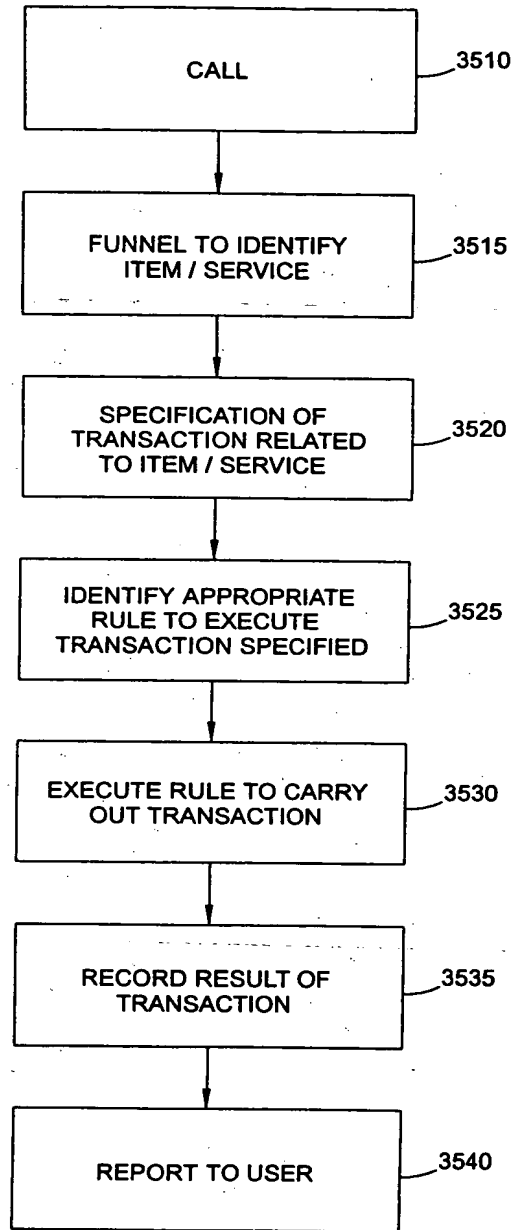 CALL
3510
FUNNEL TO IDENTIFY
ITEM / SERVICE
3515
SPECIFICATION OF
TRANSACTION RELATED
TO ITEM / SERVICE
3520
IDENTIFY APPROPRIATE
RULE TO EXECUTE
TRANSACTION SPECIFIED
3525
EXECUTE RULE TO CARRY
OUT TRANSACTION
3530
RECORD RESULT OF
TRANSACTION
3535
REPORT TO USER
3540